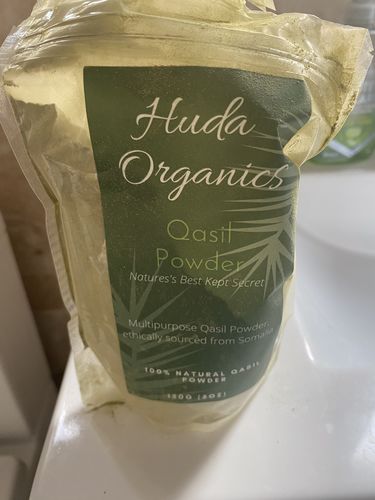 Huda
Organics
Qasil
Powder
Natures's Best Kept Secret
Multipurpose Qasil Powder,
ethically sourced from Somalia
100% NATURAL QASIL
POWDER